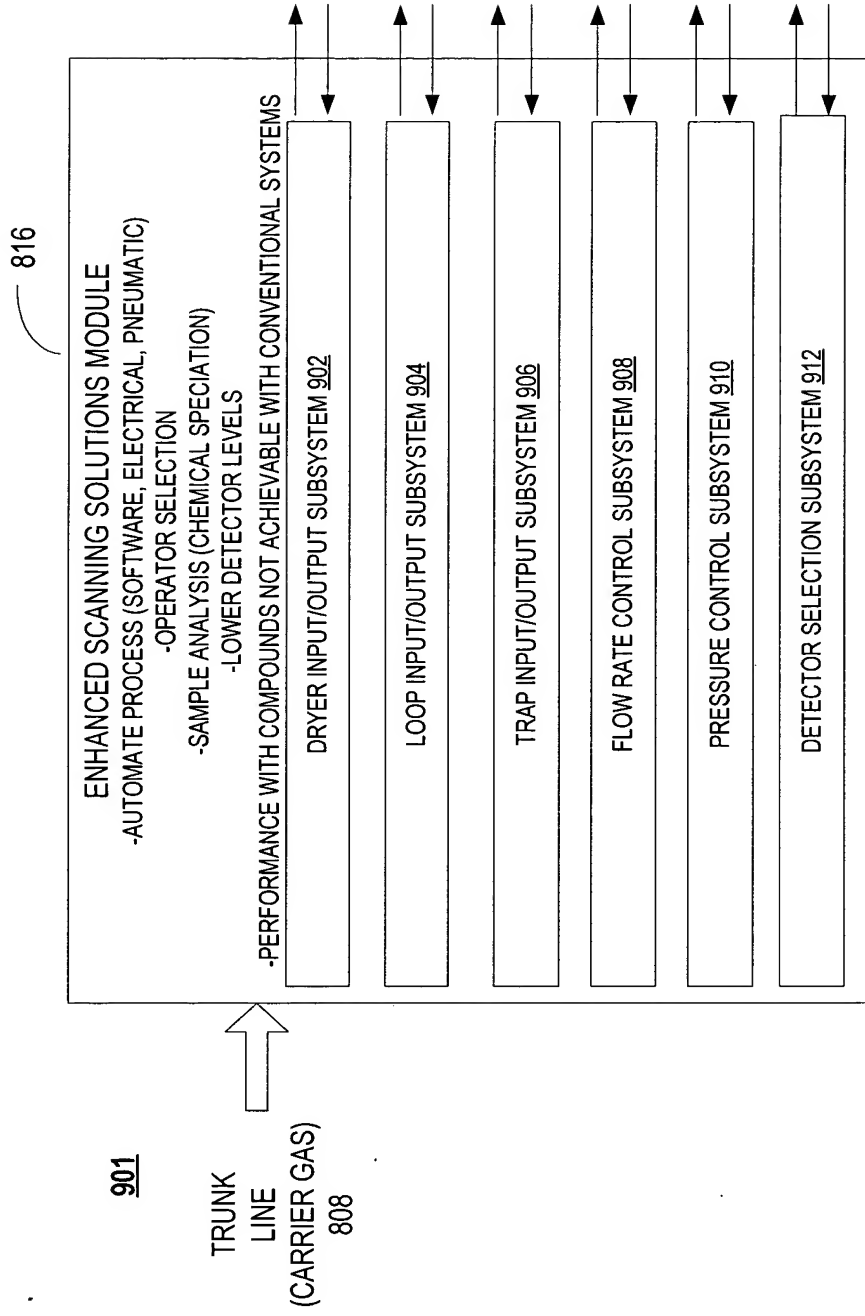 816
ENHANCED SCANNING SOLUTIONS MODULE
-AUTOMATE PROCESS (SOFTWARE, ELECTRICAL, PNEUMATIC)
-OPERATOR SELECTION
-SAMPLE ANALYSIS (CHEMICAL SPECIATION)
-LOWER DETECTOR LEVELS
-PERFORMANCE WITH COMPOUNDS NOT ACHIEVABLE WITH CONVENTIONAL SYSTEMS
DRYER INPUT/OUTPUT SUBSYSTEM 902
LOOP INPUT/OUTPUT SUBSYSTEM 904
TRAP INPUT/OUTPUT SUBSYSTEM 906
FLOW RATE CONTROL SUBSYSTEM 908
PRESSURE CONTROL SUBSYSTEM 910
DETECTOR SELECTION SUBSYSTEM 912
901
TRUNK
LINE
(CARRIER GAS)
808